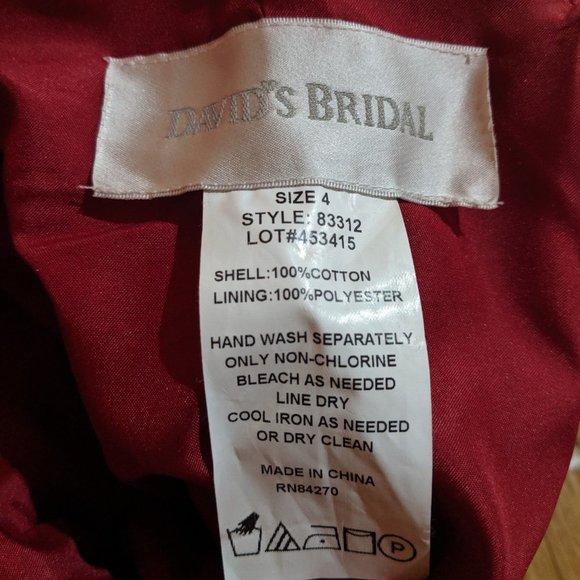 DAVID'S BRIDAL
SIZE 4
STYLE: 83312
LOT#453415
SHELL:100%COTTON
LINING:100%POLYESTER
HAND WASH SEPARATELY
ONLY NON-CHLORINE
BLEACH AS NEEDED
LINE DRY
COOL IRON AS NEEDED
OR DRY CLEAN
MADE IN CHINA
RN84270
P